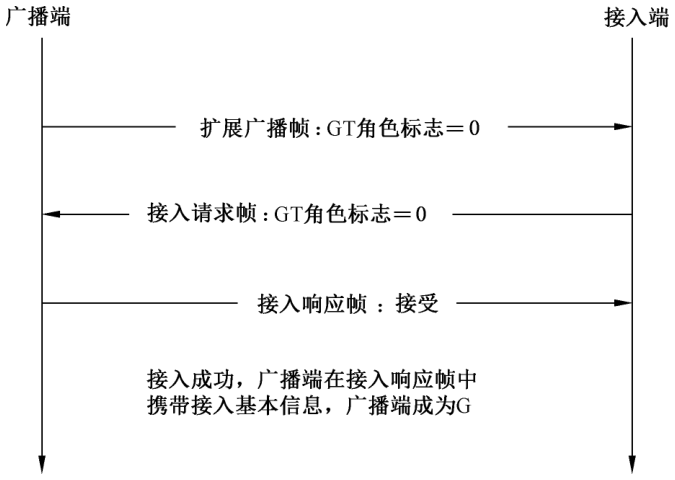 广播端
接入端
扩展广播帧:GT角色标志=0
接入请求帧:GT角色标志=0
接入响应帧:接受
接入成功，广播端在接入响应帧中
携带接入基本信息，广播端成为G